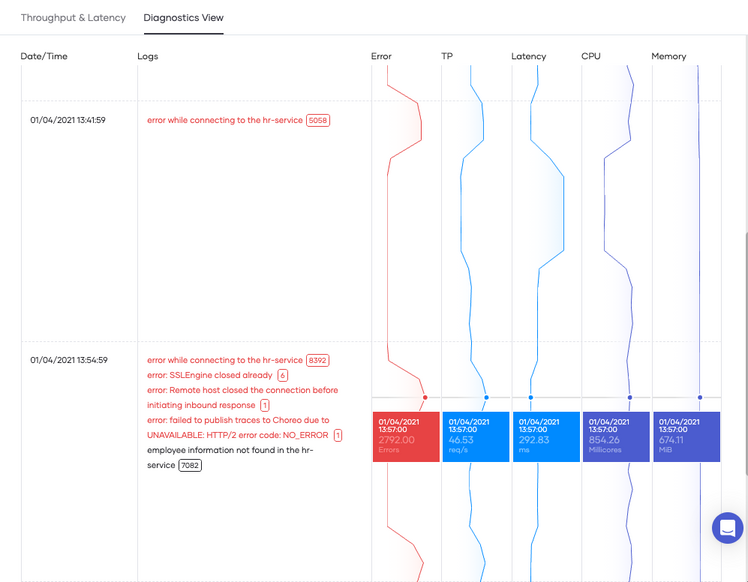 Throughput & Latency Diagnostics View
Date/Time Logs Error TP Latency CPU Memory
01/04/2021 13:41:59 error while connecting to the hr-service 5058
01/04/2021 13:54:59 error while connecting to the hr-service 8392
error: SSLEngine closed already 6
error: Remote host closed the connection before
initiating inbound response 1
error: failed to publish traces to Choreo due to
UNAVAILABLE: HTTP/2 error code: NO_ERROR 1
employee information not found in the hr-
service 7082
01/04/2021
13:57:00
2792.00
Errors
01/04/2021
13:57:00
46.53
req/s
01/04/2021
13:57:00
292.83
ms
01/04/2021
13:57:00
854.26
Millicores
01/04/2021
13:57:00
674.11
MiB